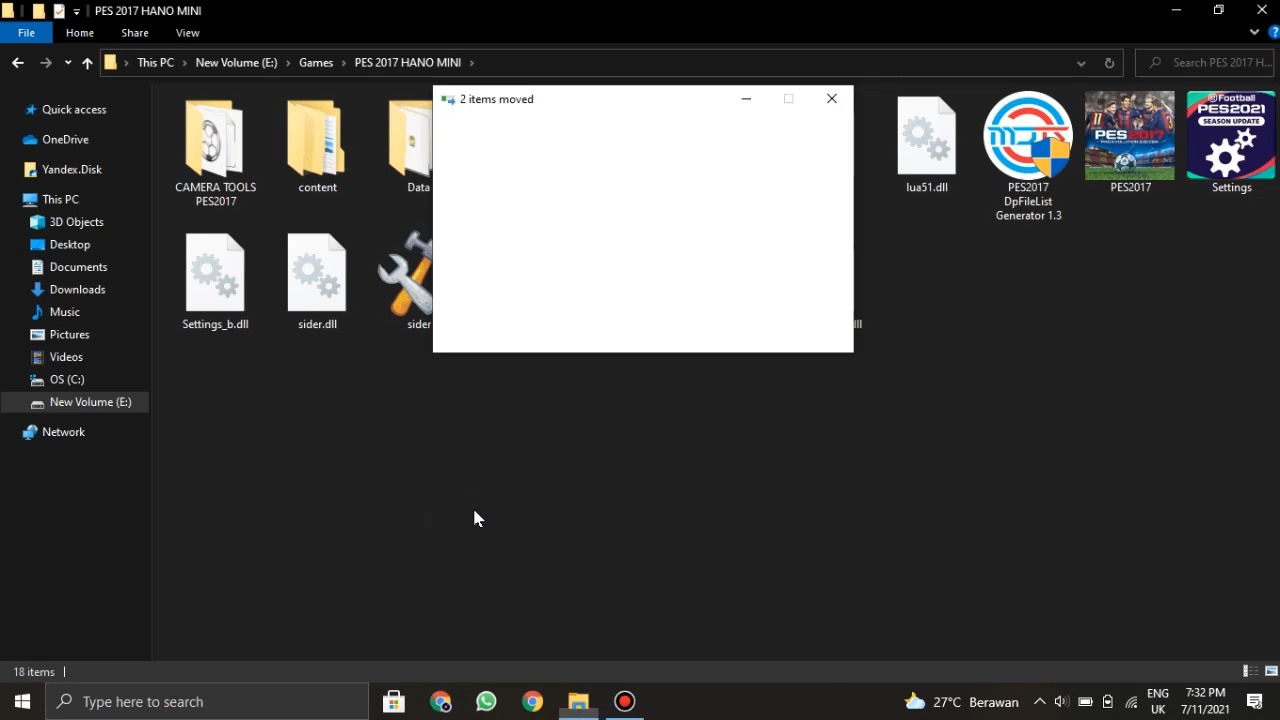 PES 2017 HANO MINI
File
Home
Share
View
This PC
New Volume (E:)
Games
PES 2017 HANO MINI
Search PES 2017 H...
Quick access
OneDrive
Yandex.Disk
This PC
3D Objects
Desktop
Documents
Downloads
Music
Pictures
Videos
OS (C:)
New Volume (E:)
Network
2 items moved
CAMERA TOOLS
PES2017
content
Data
lua51.dll
PES2017
DpFileList
Generator 1.3
PES2017
PES2017
eFootball
PES2021
SEASON UPDATE
Settings
Settings_b.dll
sider.dll
sider
18 items
Type here to search
27°C Berawan
ENG
UK
7:32 PM
7/11/2021